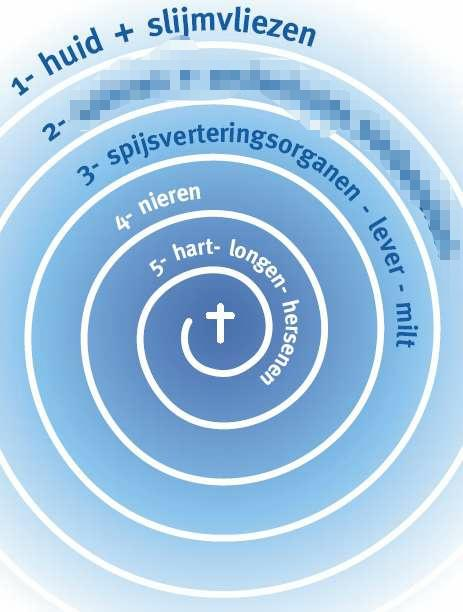 1- huid + slijmvliezen
2-
3- spijsverteringsorganen - lever - milt
4- nieren
5- hart- longen- hersenen